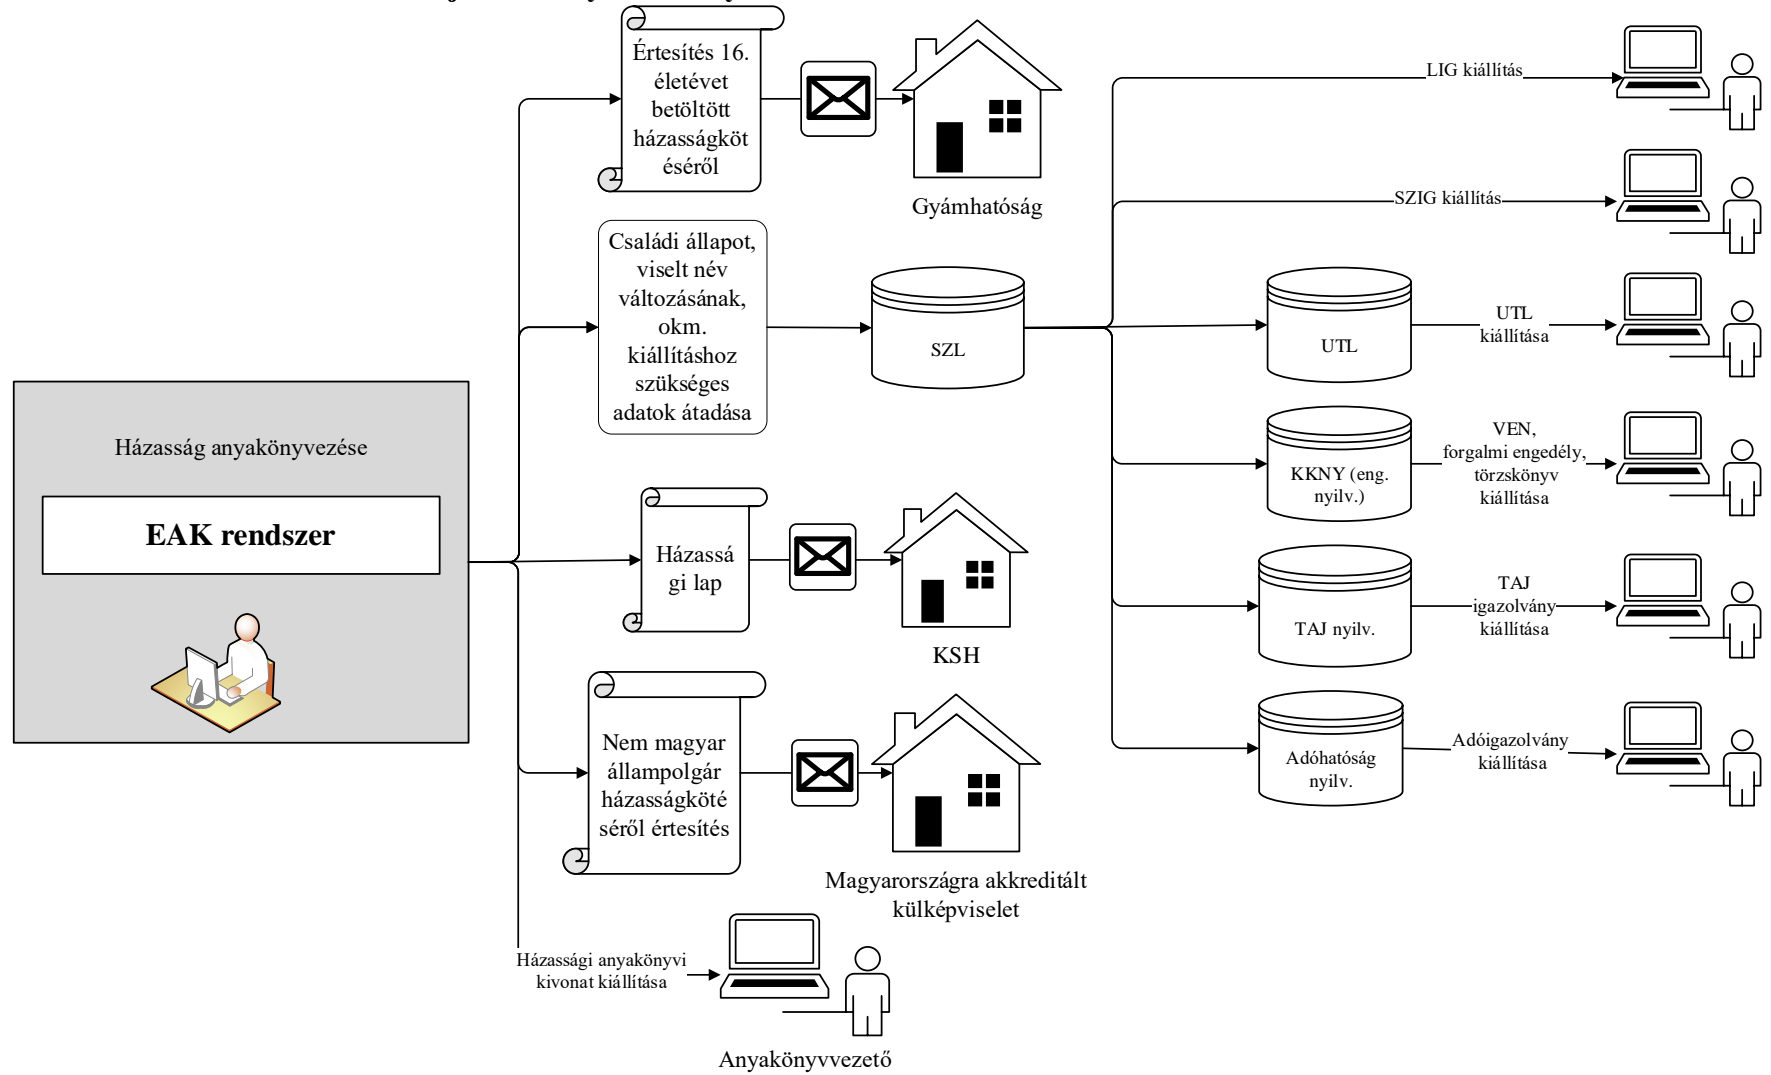 Értesítés 16.
életévet
betöltött
házasságköt
éséről
Gyámhatóság
LIG kiállítás
SZIG kiállítás
Családi állapot,
viselt név
változásának,
okm.
kiállításhoz
szükséges
adatok átadása
SZL
UTL
UTL
kiállítása
Házasság anyakönyvezése
EAK rendszer
KKNY (eng.
nyilv.)
VEN,
forgalmi engedély,
törzskönyv
kiállítása
Házassá
gi lap
KSH
TAJ nyilv.
TAJ
igazolvány
kiállítása
Nem magyar
állampolgár
házasságköté
séről értesítés
Magyarországra akkreditált
külképviselet
Adóhatóság
nyilv.
Adóigazolvány
kiállítása
Házassági anyakönyvi
kivonat kiállítása
Anyakönyvvezető